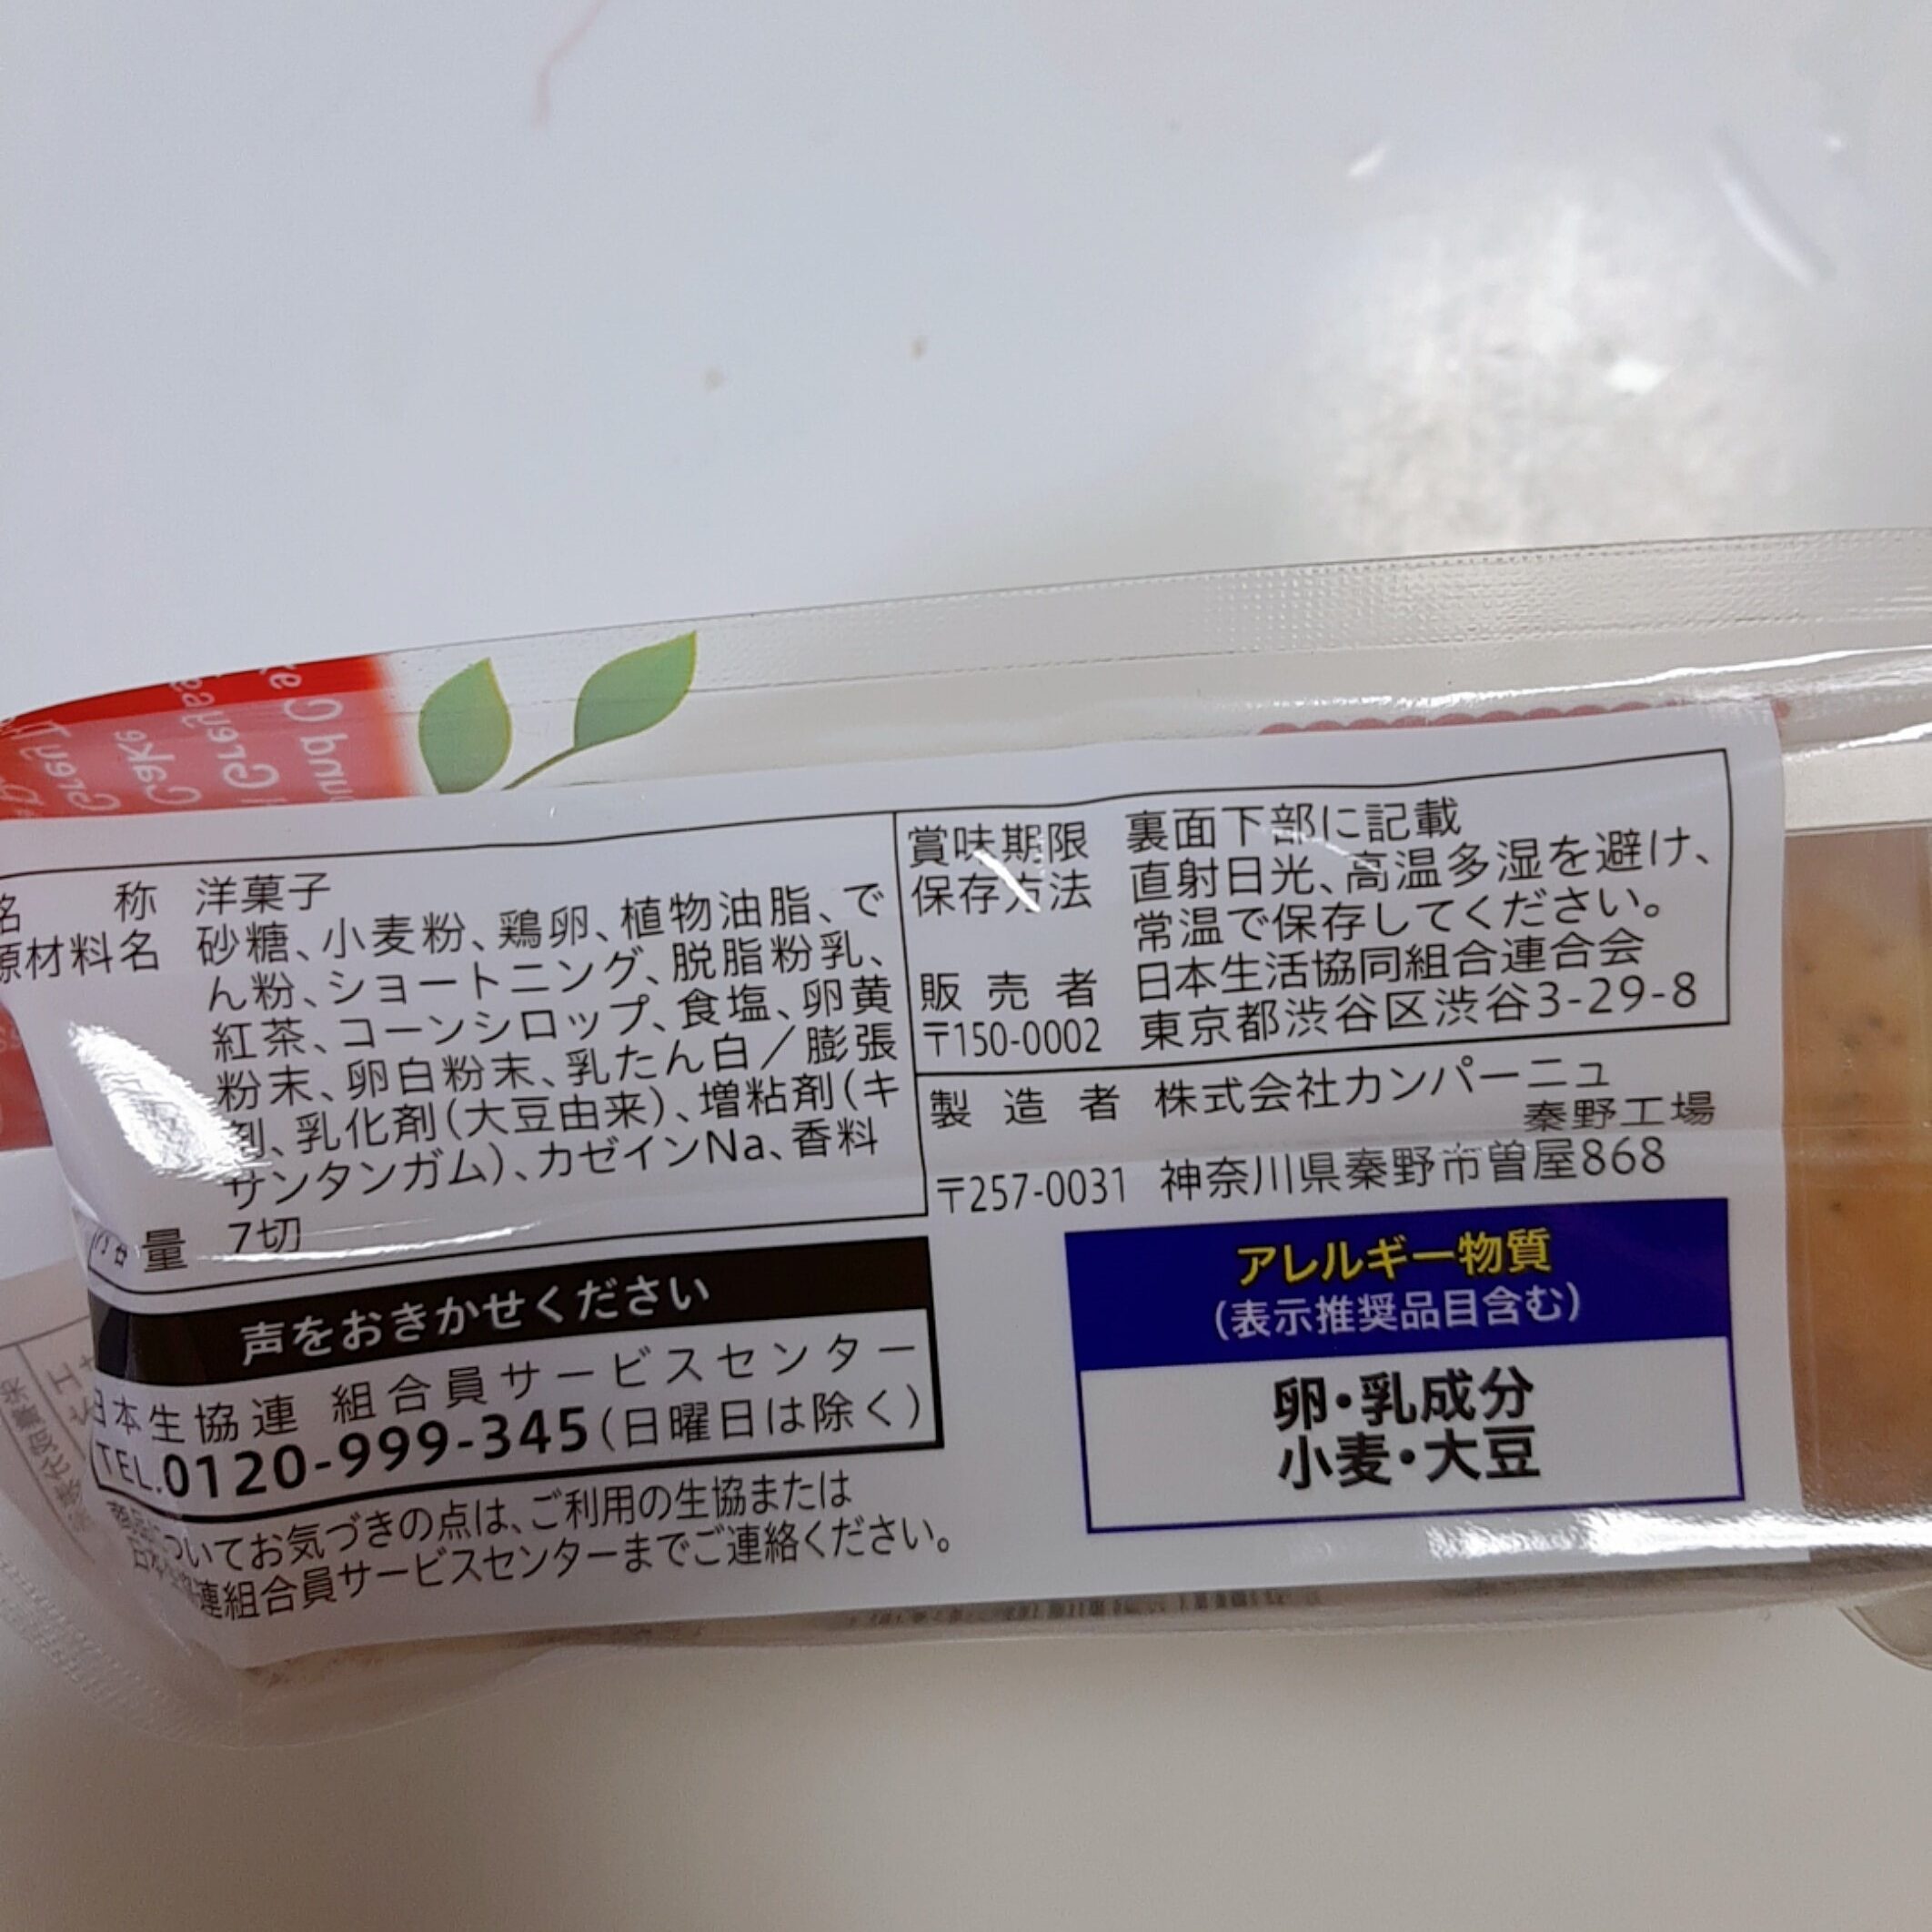 称 洋菓子
原材料名 砂糖、小麦粉、鶏卵、植物油脂、で
ん粉、ショートニング、脱脂粉乳、
紅茶、コーンシロップ、食塩、卵黄
粉末、卵白粉末、乳たん白／膨張
剤、乳化剤(大豆由来)、増粘剤(キ
サンタンガム)、カゼインNa、香料
量 7切
賞味期限 裏面下部に記載
保存方法 直射日光、高温多湿を避け、
常温で保存してください。
販売者 日本生活協同組合連合会
〒150-0002 東京都渋谷区渋谷3-29-8
製造者 株式会社カンパーニュ
秦野工場
〒257-0031 神奈川県秦野市曽屋868
声をおきかせください
日本生協連 組合員サービスセンター
TEL.0120-999-345(日曜日は除く)
ついてお気づきの点は、ご利用の生協または
連組合員サービスセンターまでご連絡ください。
アレルギー物質
(表示推奨品目含む)
卵・乳成分
小麦・大豆